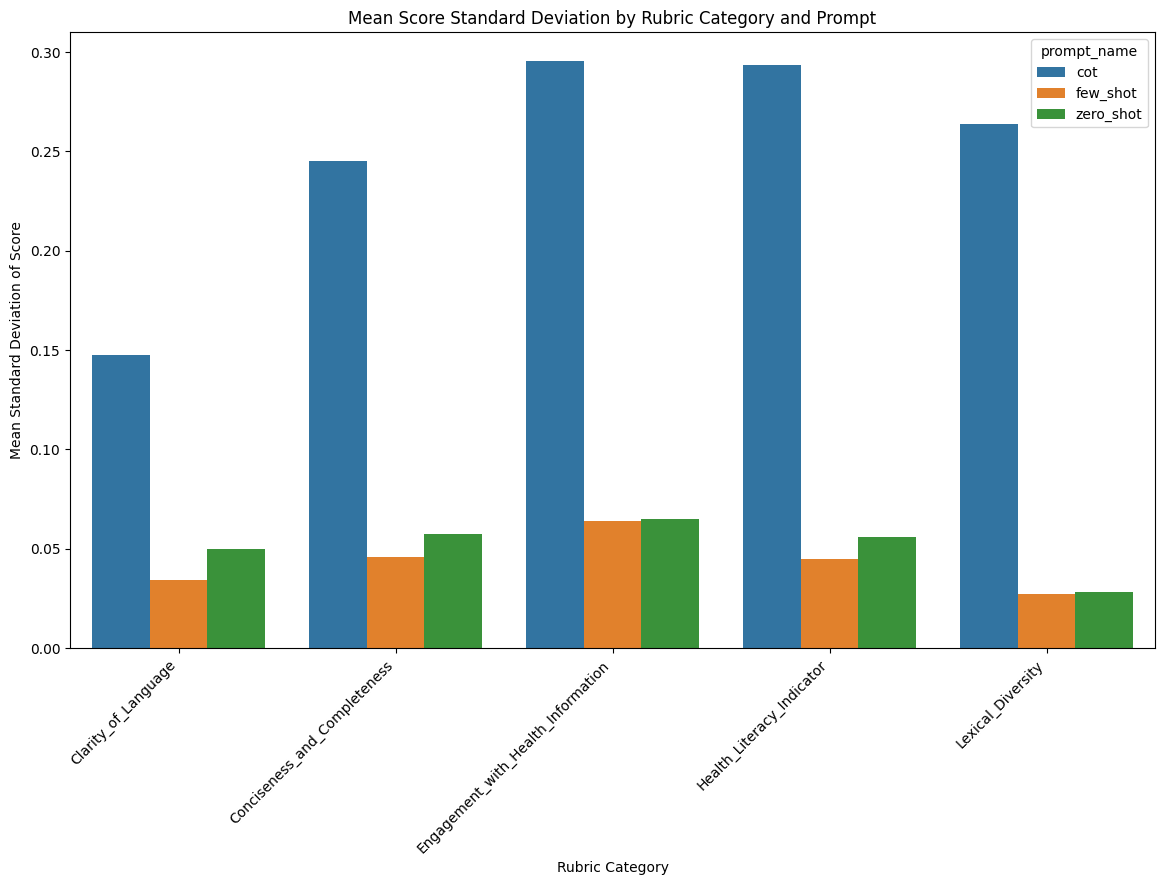 Mean Score Standard Deviation by Rubric Category and Prompt
prompt_name
cot
few_shot
zero_shot
Mean Standard Deviation of Score
0.30
0.25
0.20
0.15
0.10
0.05
0.00
Clarity_of_Language
Conciseness_and_Completeness
Engagement_with_Health_Information
Health_Literacy_Indicator
Lexical_Diversity
Rubric Category